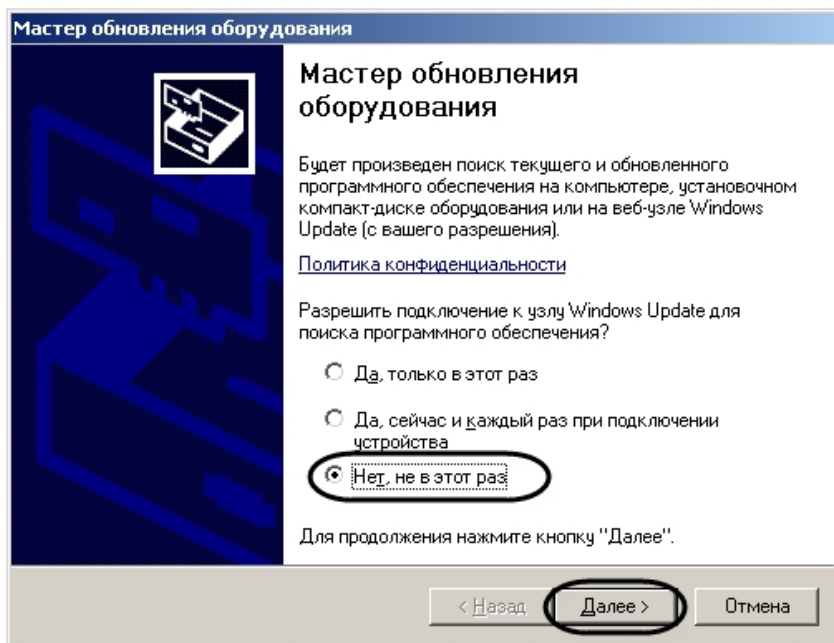 Мастер обновления оборудования
Мастер обновления
оборудования
Будет произведен поиск текущего и обновленного
программного обеспечения на компьютере, установочном
компакт-диске оборудования или на веб-узле Windows
Update (с вашего разрешения).
Политика конфиденциальности
Разрешить подключение к узлу Windows Update для
поиска программного обеспечения?
Да, только в этот раз
Да, сейчас и каждый раз при подключении
устройства
Нет, не в этот раз
Для продолжения нажмите кнопку "Далее".
< Назад
Далее >
Отмена